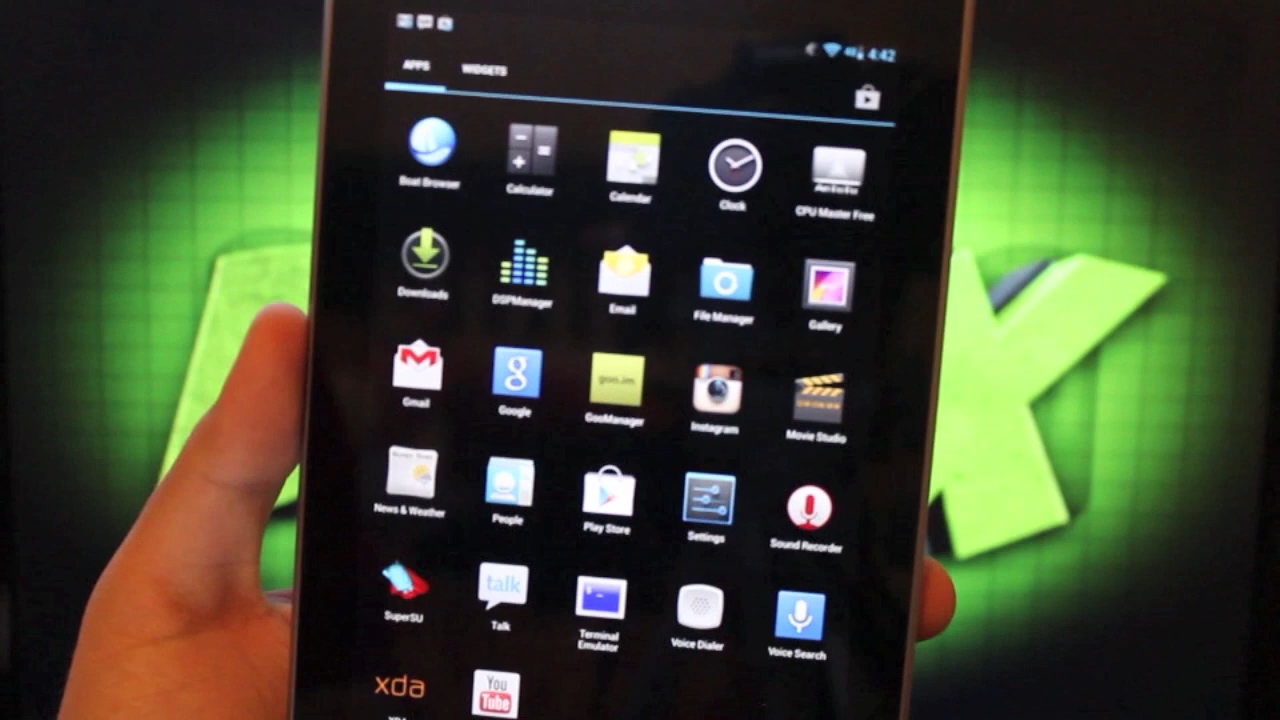 4:42
APPS WIDGETS
Boat Browser Calculator Calendar Clock CPU Master Free
Downloads DSPManager Email File Manager Gallery
goo.im
Gmail Google GooManager Instagram Movie Studio
News & Weather People Play Store Settings Sound Recorder
talk
SuperSU Talk Terminal Emulator Voice Dialer Voice Search
xda You Tube